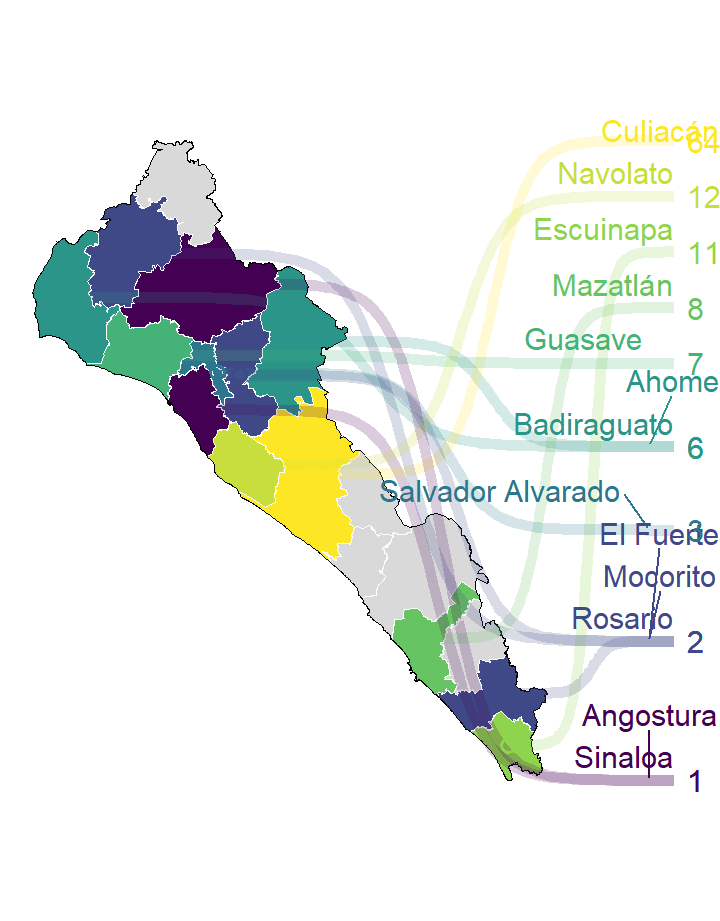 Culiacán
64
Navolato
12
Escuinapa
11
Mazatlán
8
Guasave
7
Ahome
Badiraguato
6
Salvador Alvarado
3
El Fuerte
Mocorito
Rosario
2
Angostura
Sinaloa
1